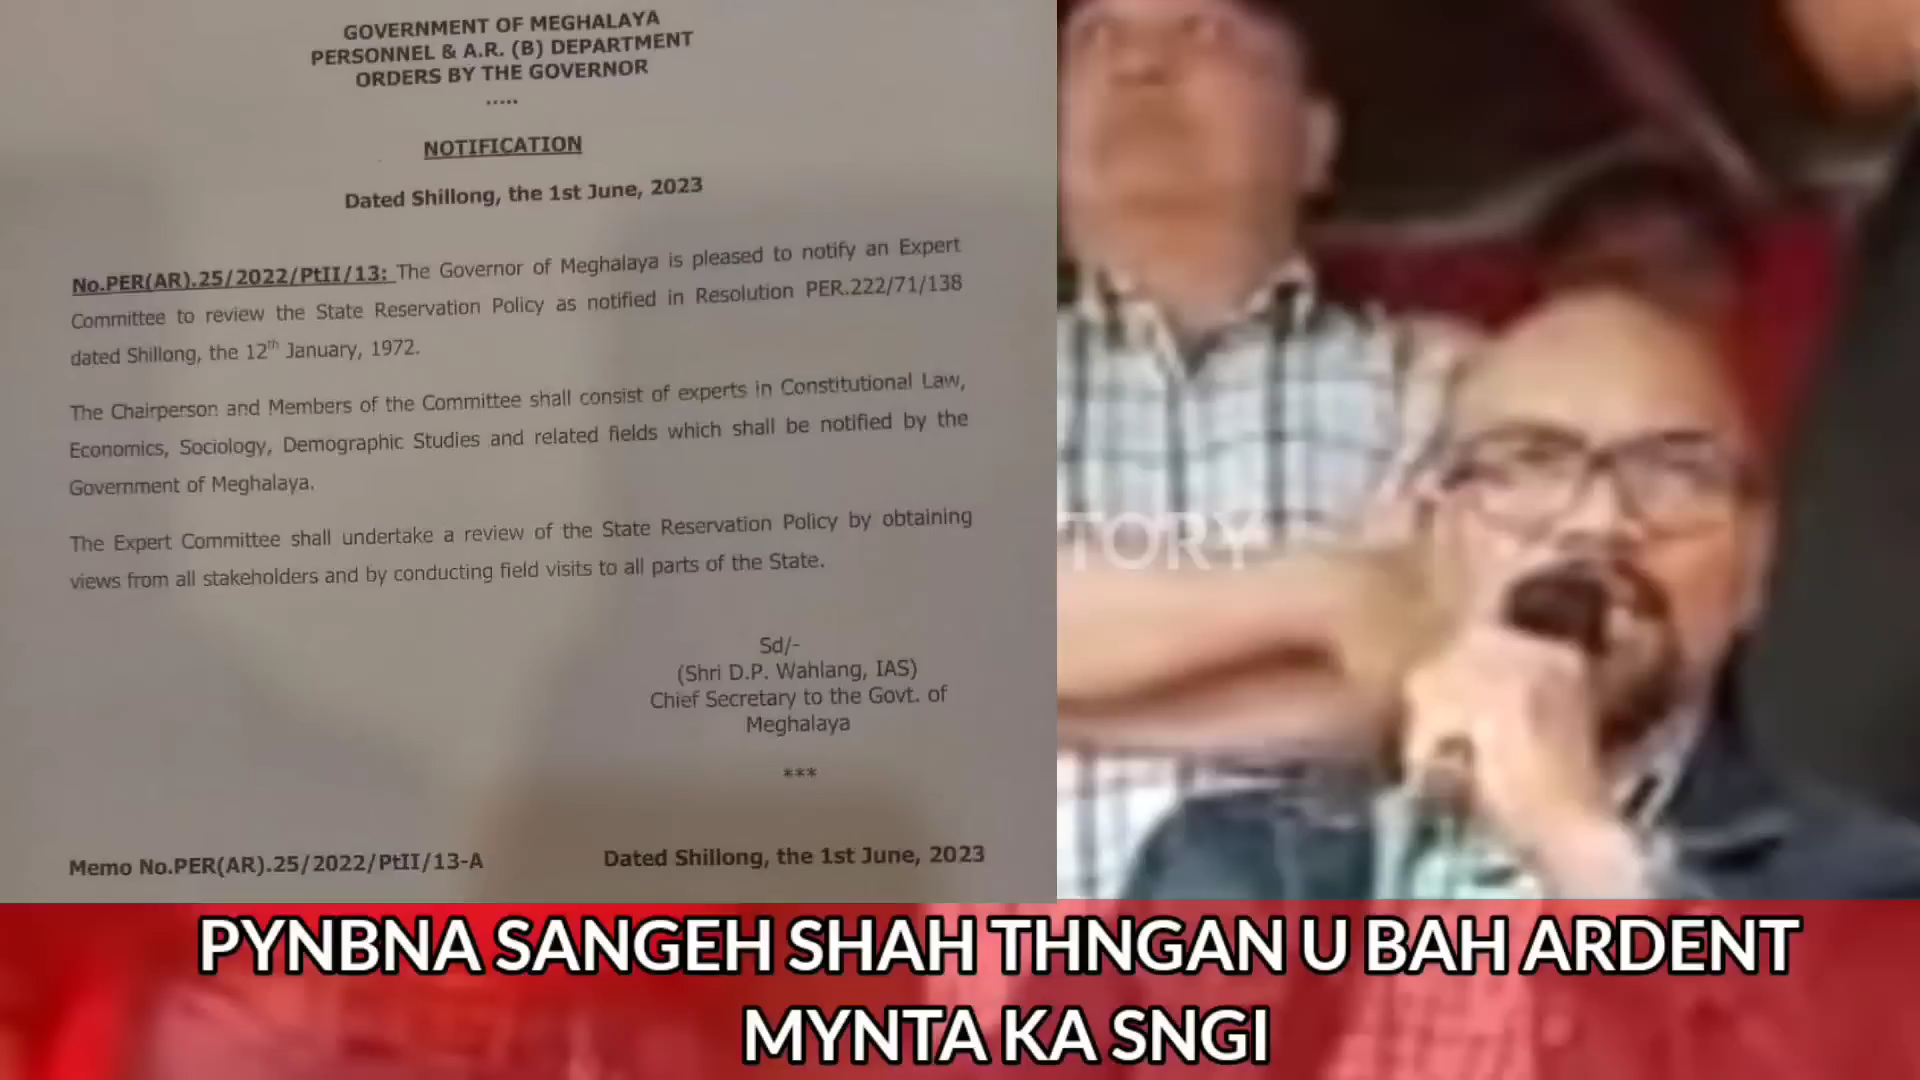 GOVERNMENT OF MEGHALAYA
PERSONNEL & A.R. (B) DEPARTMENT
ORDERS BY THE GOVERNOR
.....
NOTIFICATION
Dated Shillong, the 1st June, 2023
No.PER(AR).25/2022/PtII/13: The Governor of Meghalaya is pleased to notify an Expert
Committee to review the State Reservation Policy as notified in Resolution PER.222/71/138
dated Shillong, the 12th January, 1972.
The Chairperson and Members of the Committee shall consist of experts in Constitutional Law,
Economics, Sociology, Demographic Studies and related fields which shall be notified by the
Government of Meghalaya.
The Expert Committee shall undertake a review of the State Reservation Policy by obtaining
views from all stakeholders and by conducting field visits to all parts of the State.
Sd/-
(Shri D.P. Wahlang, IAS)
Chief Secretary to the Govt. of
Meghalaya
***
Memo No.PER(AR).25/2022/PtII/13-A
Dated Shillong, the 1st June, 2023
TORY
PYNBNA SANGEH SHAH THNGAN U BAH ARDENT
MYNTA KA SNGI